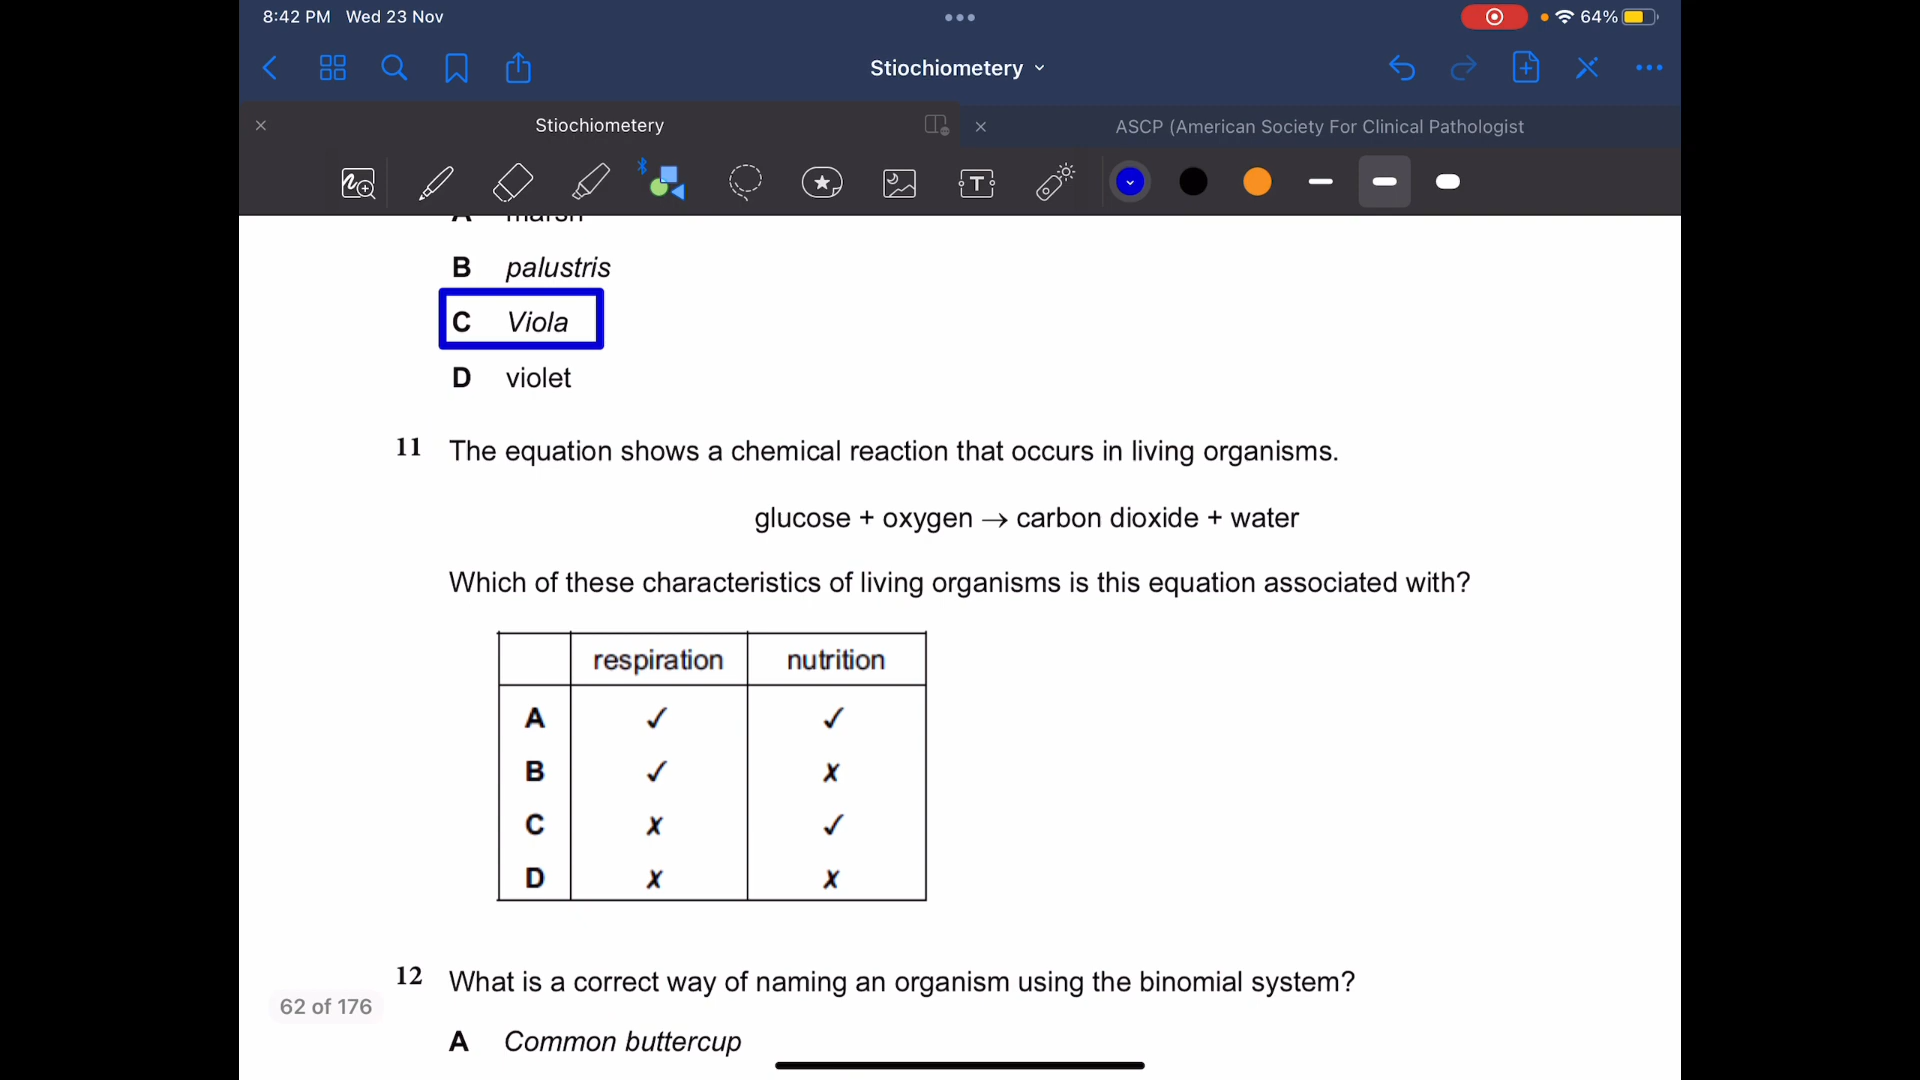 8:42 PM Wed 23 Nov
64%
Stiochiometery
Stiochiometery
ASCP (American Society For Clinical Pathologist
T
A marsh
B palustris
C Viola
D violet
11 The equation shows a chemical reaction that occurs in living organisms.
glucose + oxygen → carbon dioxide + water
Which of these characteristics of living organisms is this equation associated with?
respiration nutrition
A ✓ ✓
B ✓ ✗
C ✗ ✓
D ✗ ✗
12 What is a correct way of naming an organism using the binomial system?
62 of 176
A Common buttercup